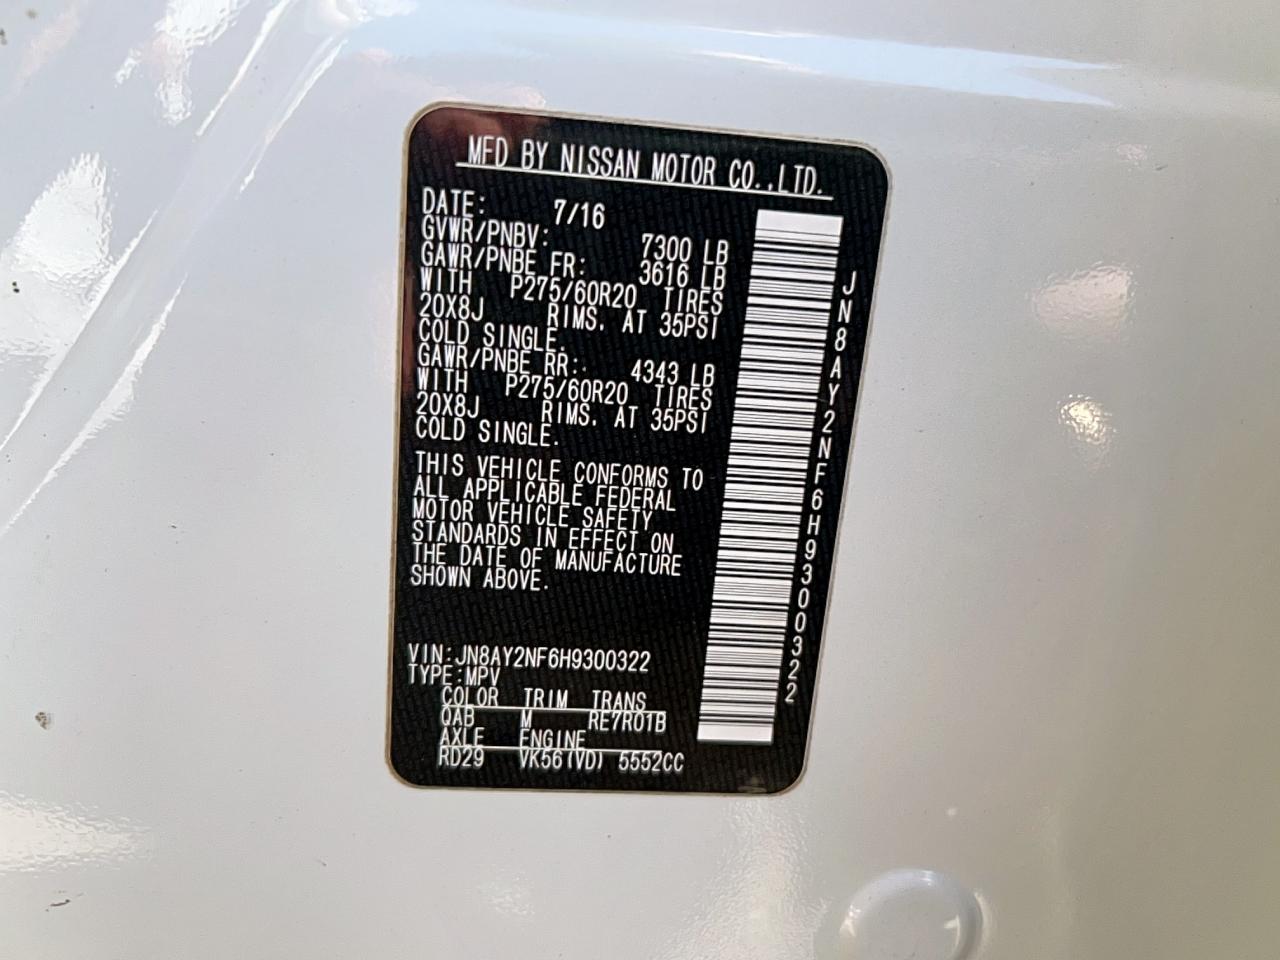 MFD BY NISSAN MOTOR CO.,LTD.
DATE: 7/16
GVWR/PNBV: 7300 LB
GAWR/PNBE FR: 3616 LB
WITH P275/60R20 TIRES
20X8J RIMS. AT 35PSI
COLD SINGLE.
GAWR/PNBE RR: 4343 LB
WITH P275/60R20 TIRES
20X8J RIMS. AT 35PSI
COLD SINGLE.
THIS VEHICLE CONFORMS TO
ALL APPLICABLE FEDERAL
MOTOR VEHICLE SAFETY
STANDARDS IN EFFECT ON
THE DATE OF MANUFACTURE
SHOWN ABOVE.
VIN:JN8AY2NF6H9300322
TYPE:MPV
COLOR TRIM TRANS
QAB M RE7R01B
AXLE ENGINE
RD29 VK56(VD) 5552CC
JN8AY2NF6H9300322